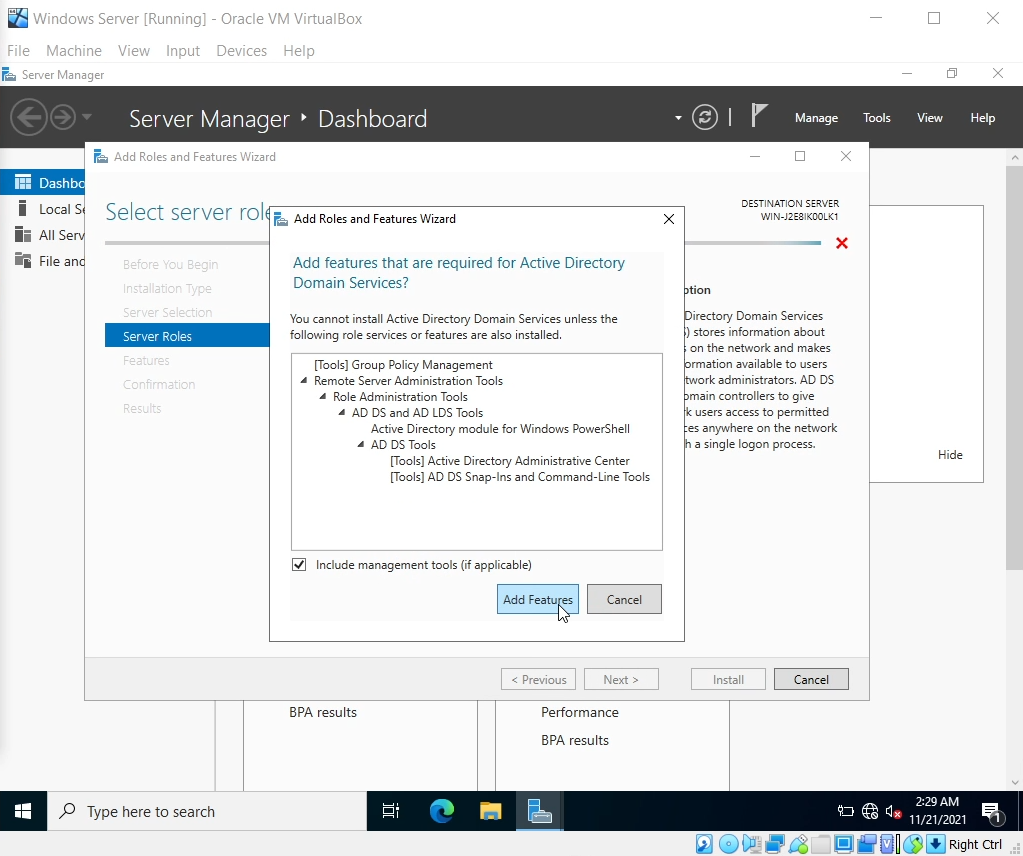 Windows Server [Running] - Oracle VM VirtualBox
File Machine View Input Devices Help
Server Manager
Server Manager Dashboard
Manage Tools View Help
Add Roles and Features Wizard
Dashbo
Local Se
All Serv
File and
Select server role
DESTINATION SERVER
WIN-J2E8IK00LK1
Before You Begin
Installation Type
Server Selection
Server Roles
Features
Confirmation
Results
Add Roles and Features Wizard
Add features that are required for Active Directory
Domain Services?
You cannot install Active Directory Domain Services unless the
following role services or features are also installed.
[Tools] Group Policy Management
Remote Server Administration Tools
Role Administration Tools
AD DS and AD LDS Tools
Active Directory module for Windows PowerShell
AD DS Tools
[Tools] Active Directory Administrative Center
[Tools] AD DS Snap-Ins and Command-Line Tools
Include management tools (if applicable)
Add Features Cancel
ption
Directory Domain Services
) stores information about
s on the network and makes
ormation available to users
twork administrators. AD DS
omain controllers to give
rk users access to permitted
ces anywhere on the network
h a single logon process.
Hide
< Previous Next > Install Cancel
BPA results
Performance
BPA results
Type here to search
2:29 AM
11/21/2021
1
Right Ctrl